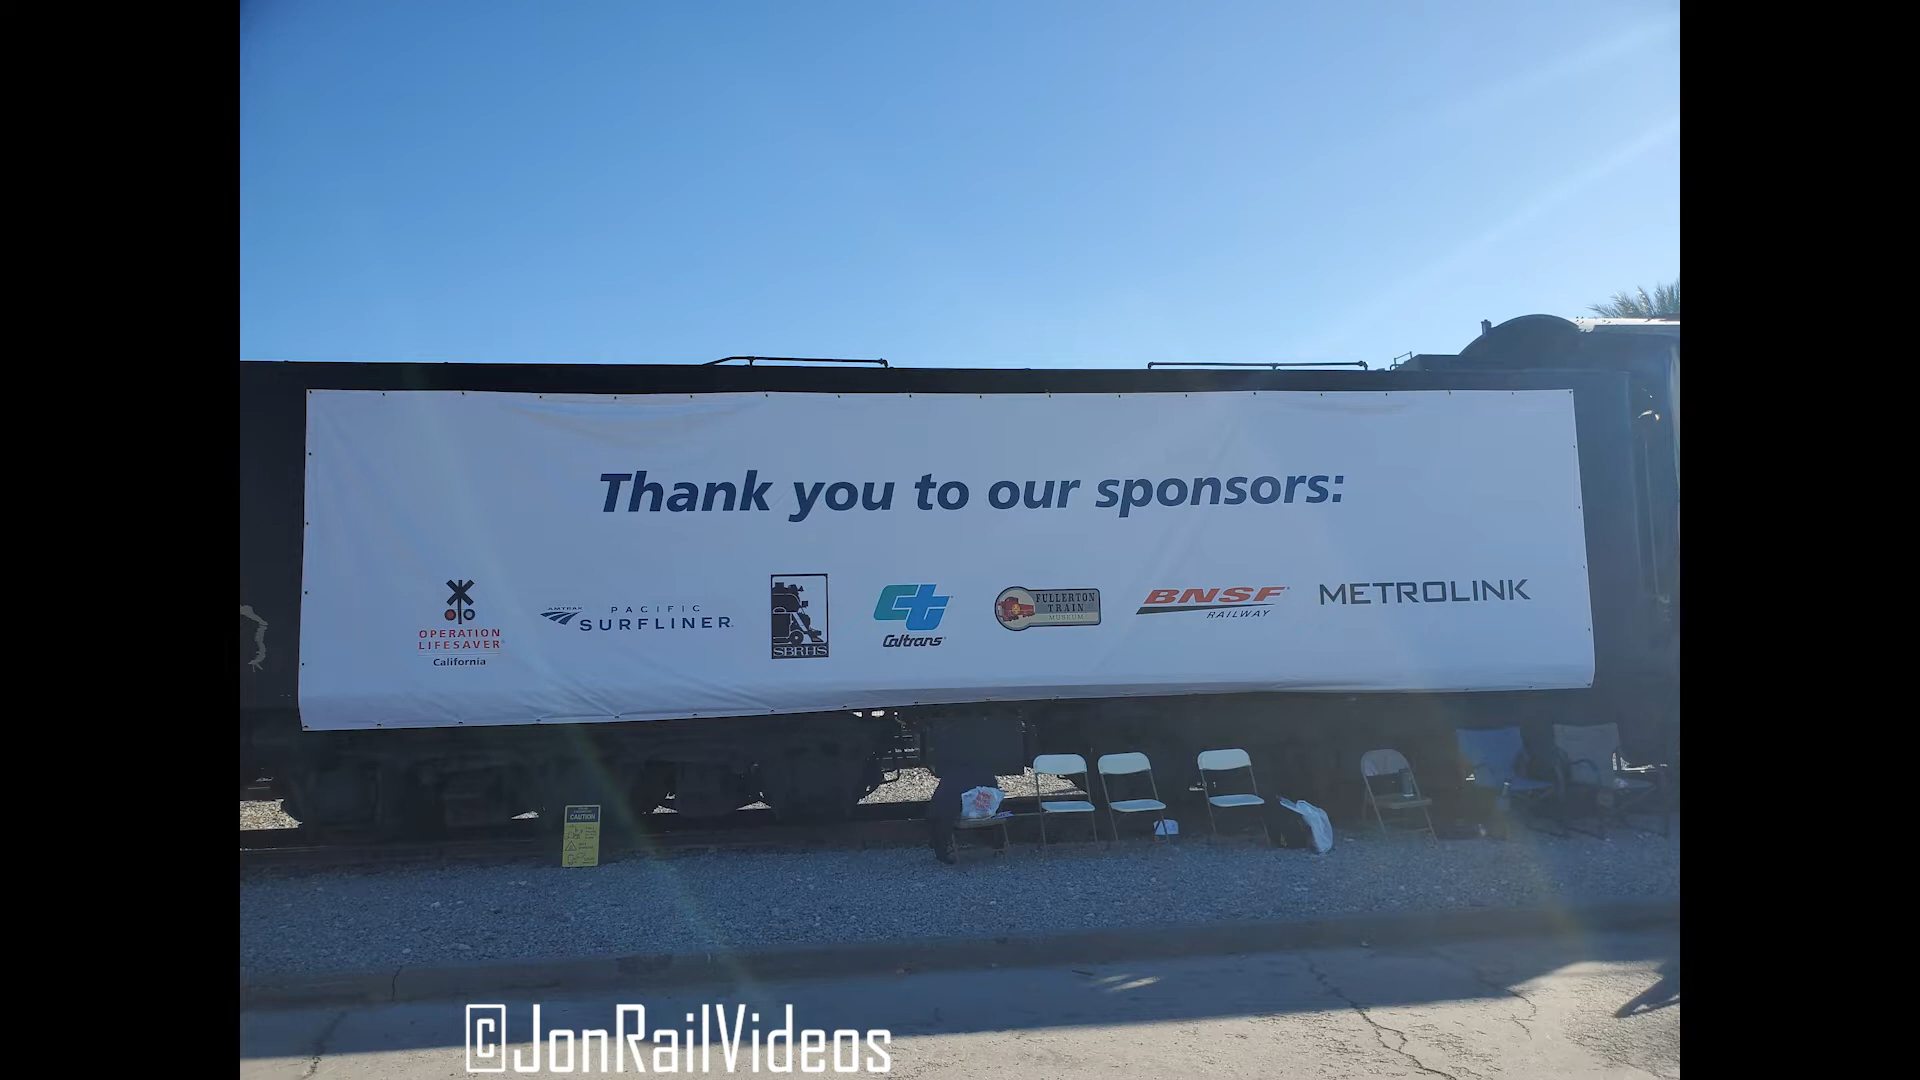 Thank you to our sponsors:
OPERATION
LIFESAVER
California
AMTRAK
PACIFIC
SURFLINER
SBRHS
Caltrans
FULLERTON
TRAIN
MUSEUM
BNSF
RAILWAY
METROLINK
CAUTION
©JonRailVideos